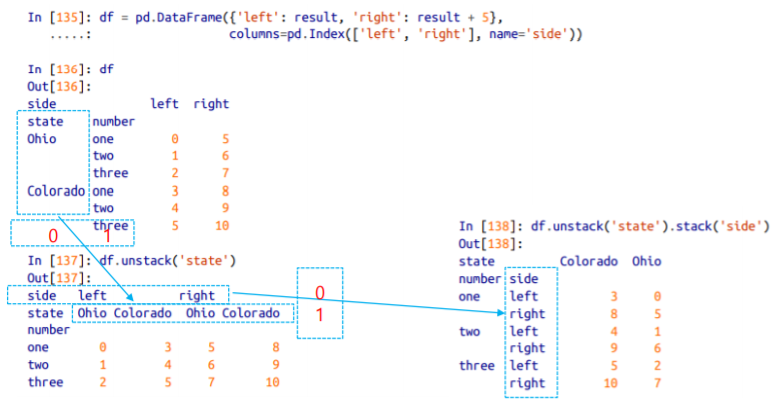 In [135]: df = pd.DataFrame({'left': result, 'right': result + 5},
.....: columns=pd.Index(['left', 'right'], name='side'))
In [136]: df
Out[136]:
side left right
state number
Ohio one 0 5
two 1 6
three 2 7
Colorado one 3 8
two 4 9
three 5 10
0 1
In [137]: df.unstack('state')
Out[137]:
side left right
state Ohio Colorado Ohio Colorado
number
one 0 3 5 8
two 1 4 6 9
three 2 5 7 10
0
1
In [138]: df.unstack('state').stack('side')
Out[138]:
state Colorado Ohio
number side
one left 3 0
right 8 5
two left 4 1
right 9 6
three left 5 2
right 10 7